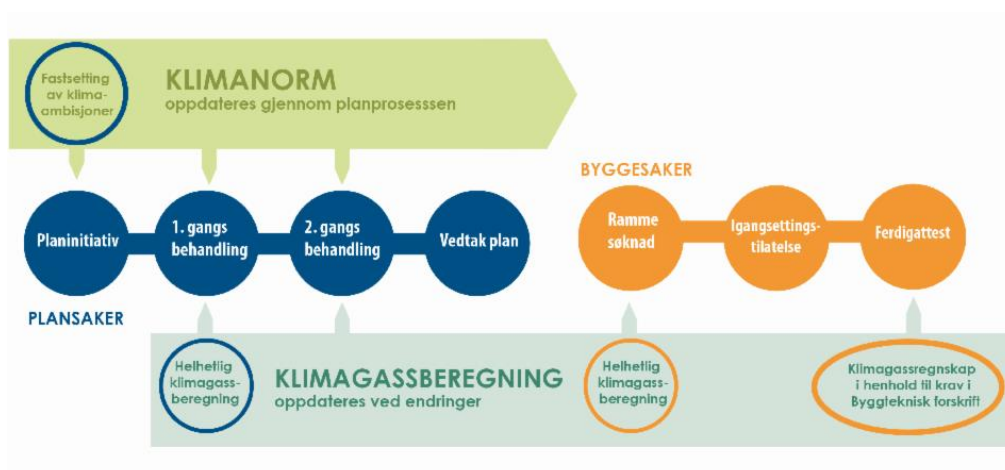 Fastsetting
av klima-
ambisjoner
KLIMANORM
oppdateres gjennom planprosesssen
BYGGESAKER
Planinitiativ
1. gangs
behandling
2. gangs
behandling
Vedtak plan
Ramme
søknad
Igangsettings-
tilatelse
Ferdigattest
PLANSAKER
Helhetlig
klimagass-
beregning
KLIMAGASSBEREGNING
oppdateres ved endringer
Helhetlig
klimagass-
beregning
Klimagassregnskap
i henhold til krav i
Byggteknisk forskrift